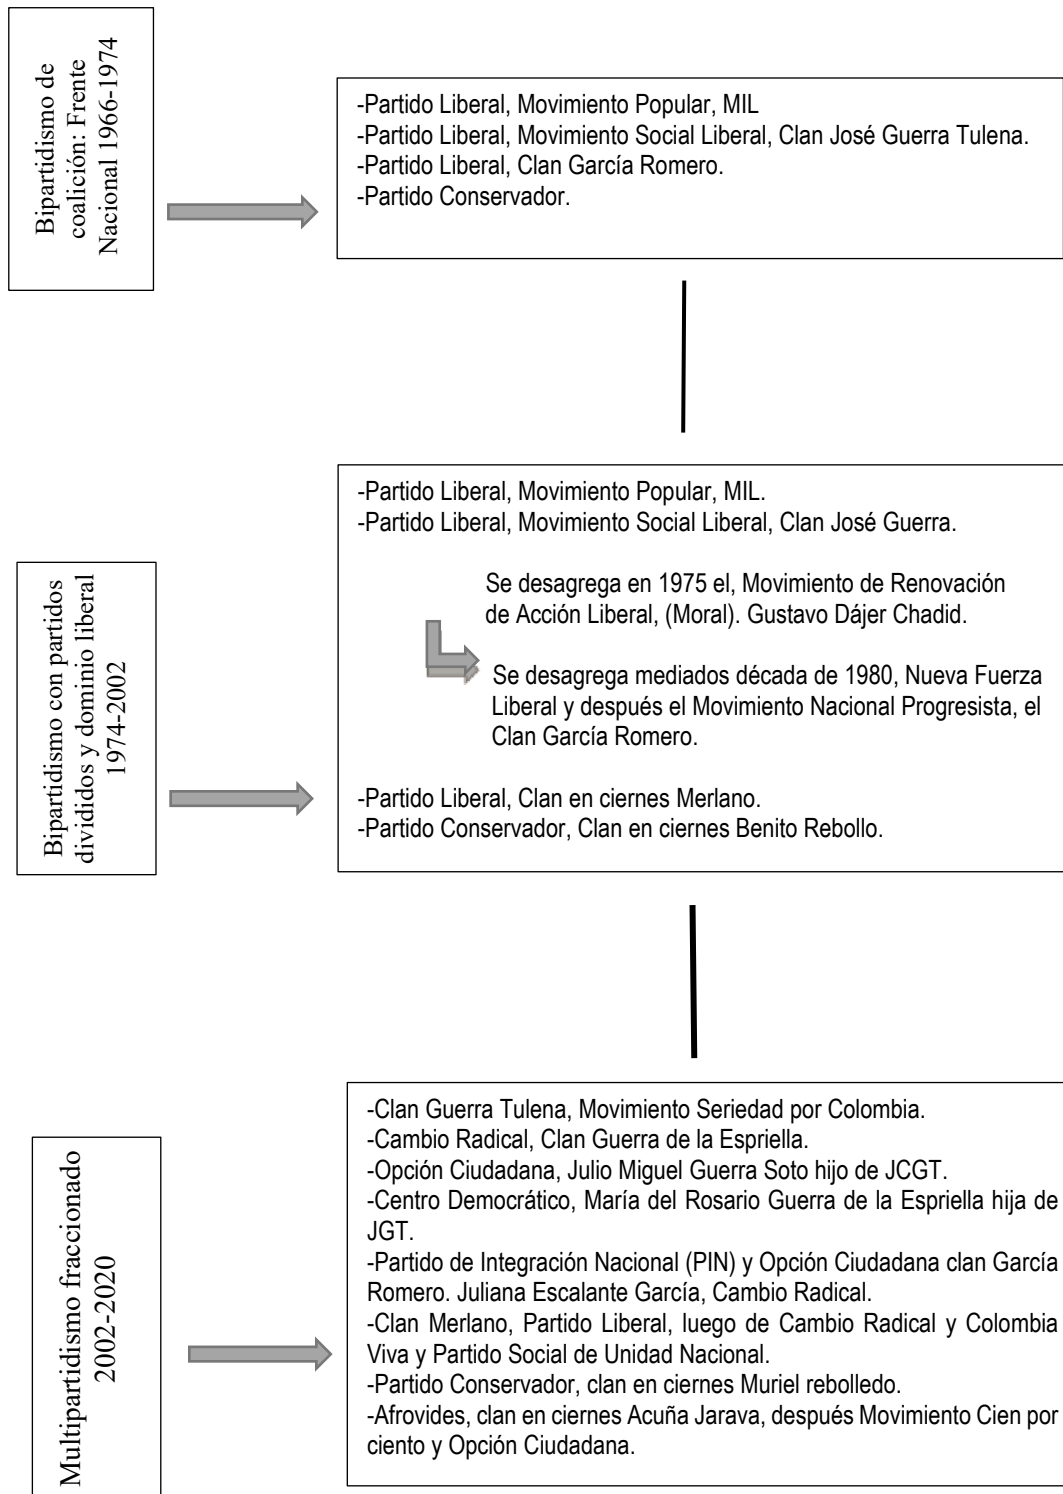 Bipartidismo de
coalición: Frente
Nacional 1966-1974
-Partido Liberal, Movimiento Popular, MIL
-Partido Liberal, Movimiento Social Liberal, Clan José Guerra Tulena.
-Partido Liberal, Clan García Romero.
-Partido Conservador.
Bipartidismo con partidos
divididos y dominio liberal
1974-2002
-Partido Liberal, Movimiento Popular, MIL.
-Partido Liberal, Movimiento Social Liberal, Clan José Guerra.
Se desagrega en 1975 el, Movimiento de Renovación
de Acción Liberal, (Moral). Gustavo Dájer Chadid.
Se desagrega mediados década de 1980, Nueva Fuerza
Liberal y después el Movimiento Nacional Progresista, el
Clan García Romero.
-Partido Liberal, Clan en ciernes Merlano.
-Partido Conservador, Clan en ciernes Benito Rebollo.
Multipartidismo fraccionado
2002-2020
-Clan Guerra Tulena, Movimiento Seriedad por Colombia.
-Cambio Radical, Clan Guerra de la Espriella.
-Opción Ciudadana, Julio Miguel Guerra Soto hijo de JCGT.
-Centro Democrático, María del Rosario Guerra de la Espriella hija de
JGT.
-Partido de Integración Nacional (PIN) y Opción Ciudadana clan García
Romero. Juliana Escalante García, Cambio Radical.
-Clan Merlano, Partido Liberal, luego de Cambio Radical y Colombia
Viva y Partido Social de Unidad Nacional.
-Partido Conservador, clan en ciernes Muriel rebolledo.
-Afrovides, clan en ciernes Acuña Jarava, después Movimiento Cien por
ciento y Opción Ciudadana.